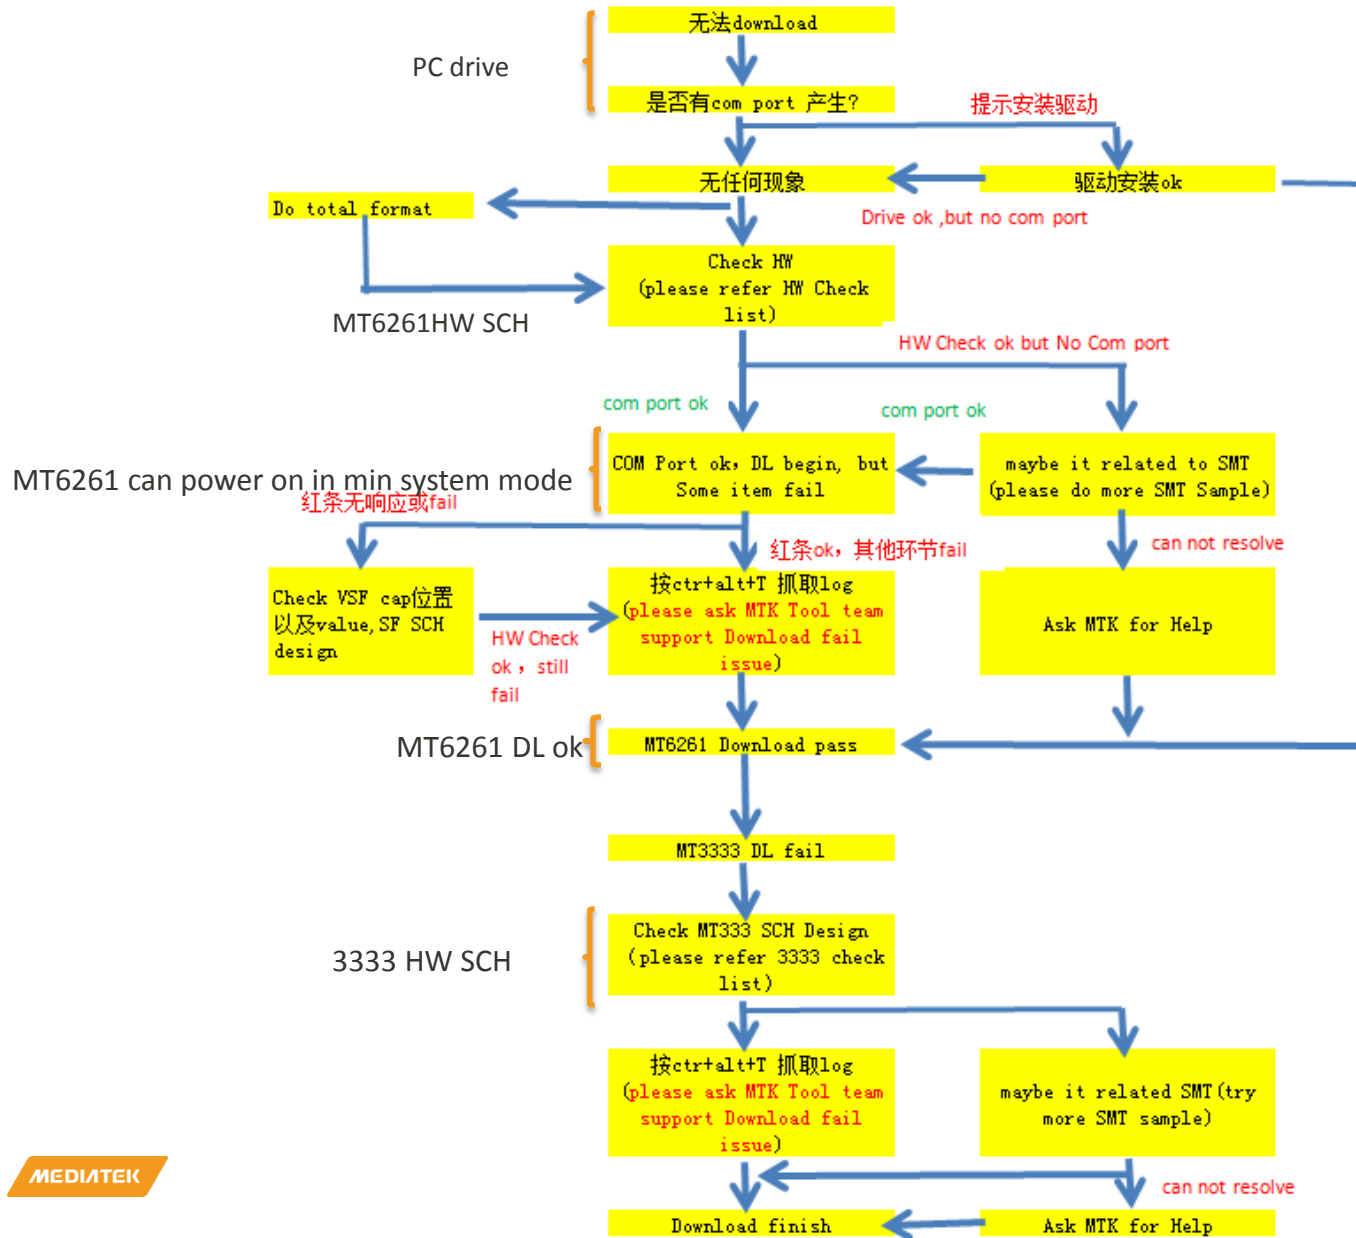 无法download
PC drive
是否有com port 产生?
提示安装驱动
无任何现象
驱动安装ok
Do total format
Drive ok ,but no com port
Check HW
(please refer HW Check
list)
MT6261HW SCH
HW Check ok but No Com port
com port ok
com port ok
COM Port ok, DL begin, but
Some item fail
maybe it related to SMT
(please do more SMT Sample)
MT6261 can power on in min system mode
红条无响应或fail
红条ok，其他环节fail
can not resolve
Check VSF cap位置
以及value,SF SCH
design
HW Check
ok ，still
fail
按ctr+alt+T 抓取log
(please ask MTK Tool team
support Download fail
issue)
Ask MTK for Help
MT6261 DL ok
MT6261 Download pass
MT3333 DL fail
3333 HW SCH
Check MT333 SCH Design
(please refer 3333 check
list)
按ctr+alt+T 抓取log
(please ask MTK Tool team
support Download fail
issue)
maybe it related SMT(try
more SMT sample)
can not resolve
MEDIATEK
Download finish
Ask MTK for Help